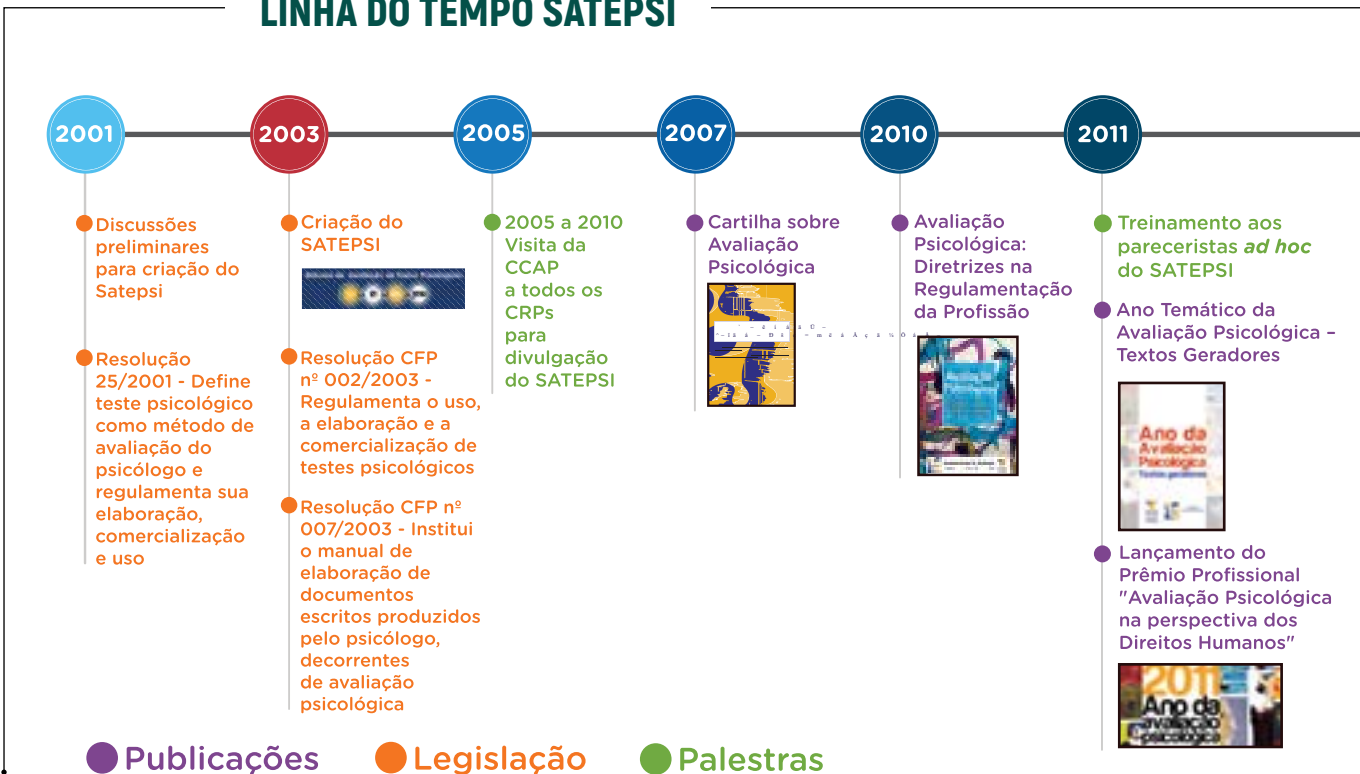 LINHA DO TEMPO SATEPSI
2001
2003
2005
2007
2010
2011
Discussões
preliminares
para criação do
Satepsi
Resolução
25/2001 - Define
teste psicológico
como método de
avaliação do
psicólogo e
regulamenta sua
elaboração,
comercialização
e uso
Criação do
SATEPSI
Resolução CFP
nº 002/2003 -
Regulamenta o uso,
a elaboração e a
comercialização de
testes psicológicos
Resolução CFP nº
007/2003 - Institui
o manual de
elaboração de
documentos
escritos produzidos
pelo psicólogo,
decorrentes
de avaliação
psicológica
2005 a 2010
Visita da
CCAP
a todos os
CRPs
para
divulgação
do SATEPSI
Cartilha sobre
Avaliação
Psicológica
Avaliação
Psicológica:
Diretrizes na
Regulamentação
da Profissão
Treinamento aos
pareceristas ad hoc
do SATEPSI
Ano Temático da
Avaliação Psicológica –
Textos Geradores
Ano da
Avaliação
Psicológica
Textos geradores
Lançamento do
Prêmio Profissional
"Avaliação Psicológica
na perspectiva dos
Direitos Humanos"
2011
Ano da
avaliação
psicológica
Publicações
Legislação
Palestras